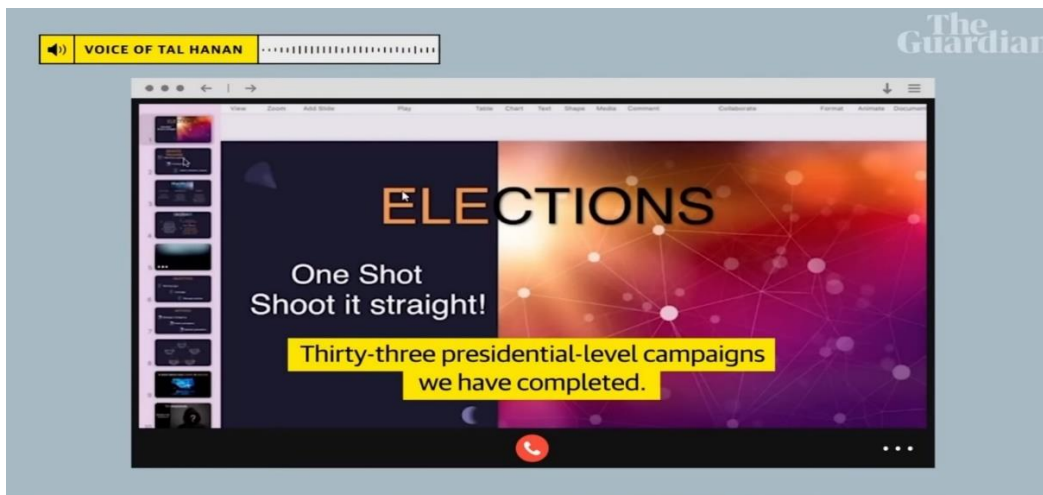 The
Guardian
VOICE OF TAL HANAN
View Zoom Add Slide Play Table Chart Text Shape Media Comment Collaborate Format Animate Document
ELECTIONS
One Shot
Shoot it straight!
Thirty-three presidential-level campaigns
we have completed.